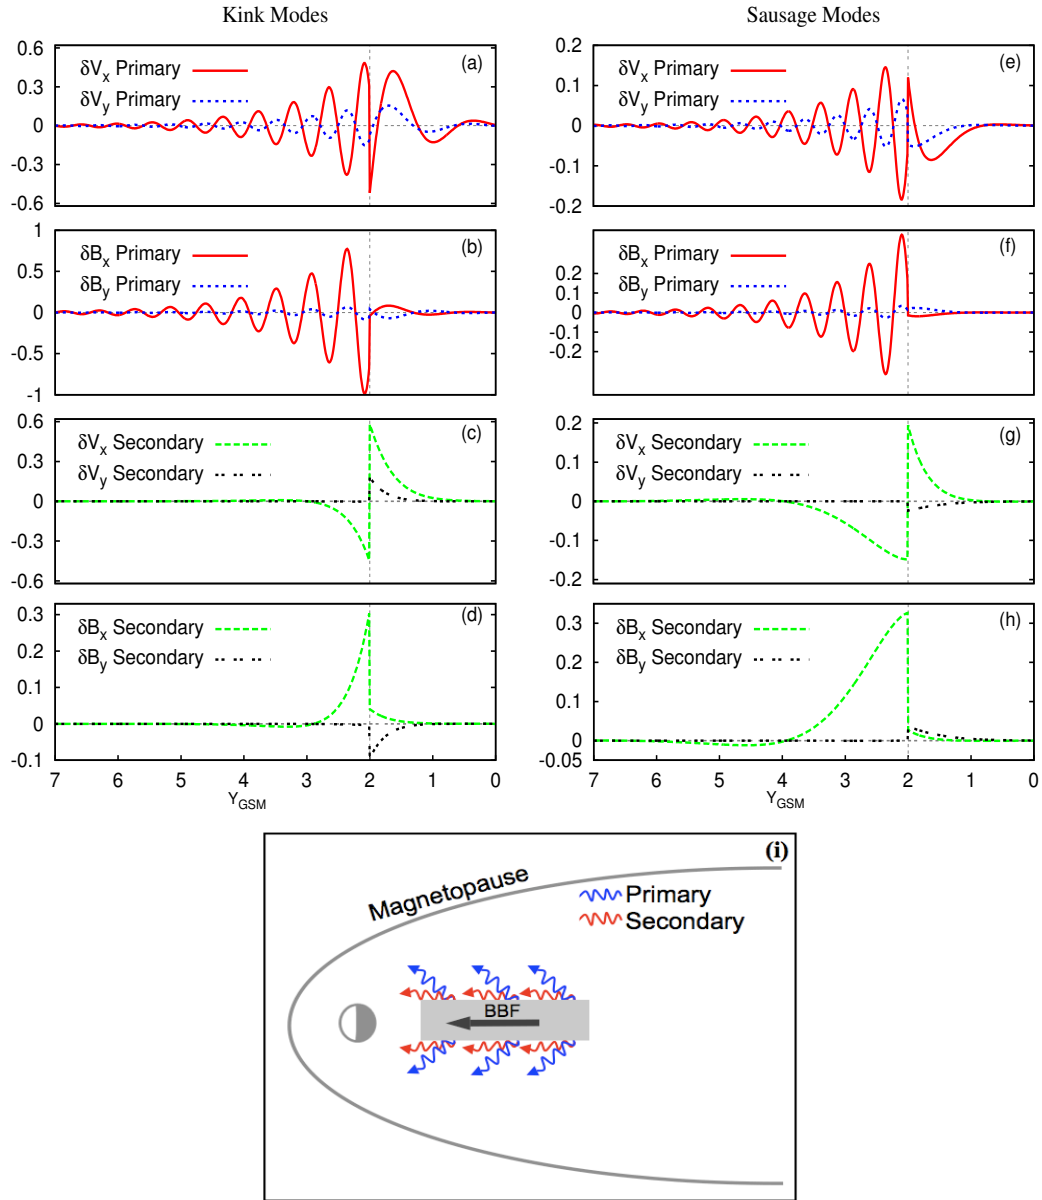 Kink Modes
0.6
0.3
0
-0.3
-0.6
δVx Primary
δVy Primary
(a)
1
0.5
0
-0.5
-1
δBx Primary
δBy Primary
(b)
0.6
0.3
0
-0.3
-0.6
δVx Secondary
δVy Secondary
(c)
0.3
0.2
0.1
0
-0.1
δBx Secondary
δBy Secondary
(d)
7 6 5 4 3 2 1 0
YGSM
Sausage Modes
0.2
0.1
0
-0.1
-0.2
δVx Primary
δVy Primary
(e)
0.2
0.1
0
-0.1
0.2
δBx Primary
δBy Primary
(f)
0.2
0.1
0
-0.1
-0.2
δVx Secondary
δVy Secondary
(g)
0.3
0.2
0.1
0
-0.05
δBx Secondary
δBy Secondary
(h)
7 6 5 4 3 2 1 0
YGSM
(i)
Magnetopause
Primary
Secondary
BBF